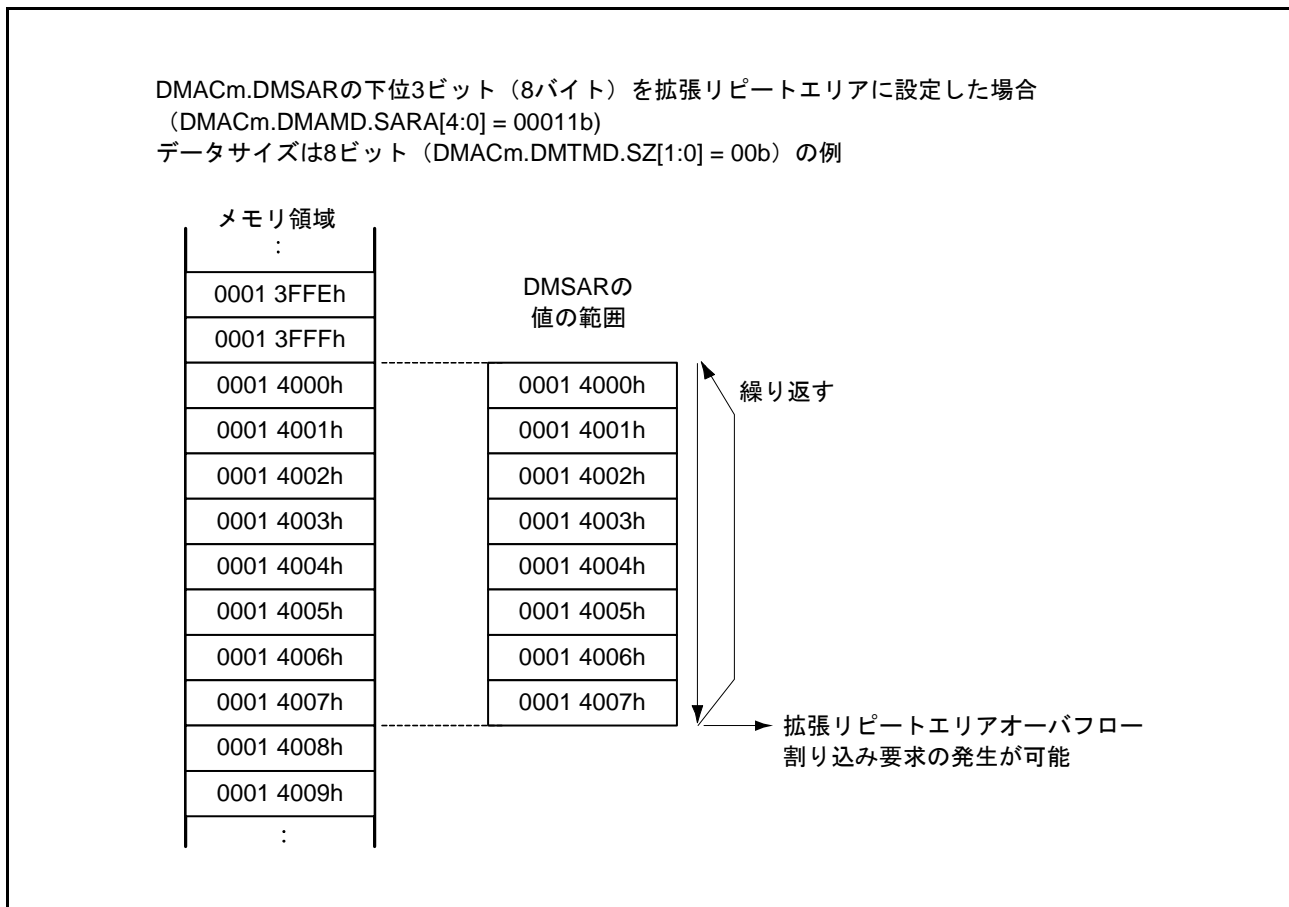 DMACm.DMSARの下位3ビット（8バイト）を拡張リピートエリアに設定した場合
（DMACm.DMAMD.SARA[4:0] = 00011b)
データサイズは8ビット（DMACm.DMTMD.SZ[1:0] = 00b）の例
メモリ領域
:
0001 3FFEh
0001 3FFFh
0001 4000h
0001 4001h
0001 4002h
0001 4003h
0001 4004h
0001 4005h
0001 4006h
0001 4007h
0001 4008h
0001 4009h
:
DMSARの
値の範囲
0001 4000h
0001 4001h
0001 4002h
0001 4003h
0001 4004h
0001 4005h
0001 4006h
0001 4007h
繰り返す
拡張リピートエリアオーバフロー
割り込み要求の発生が可能